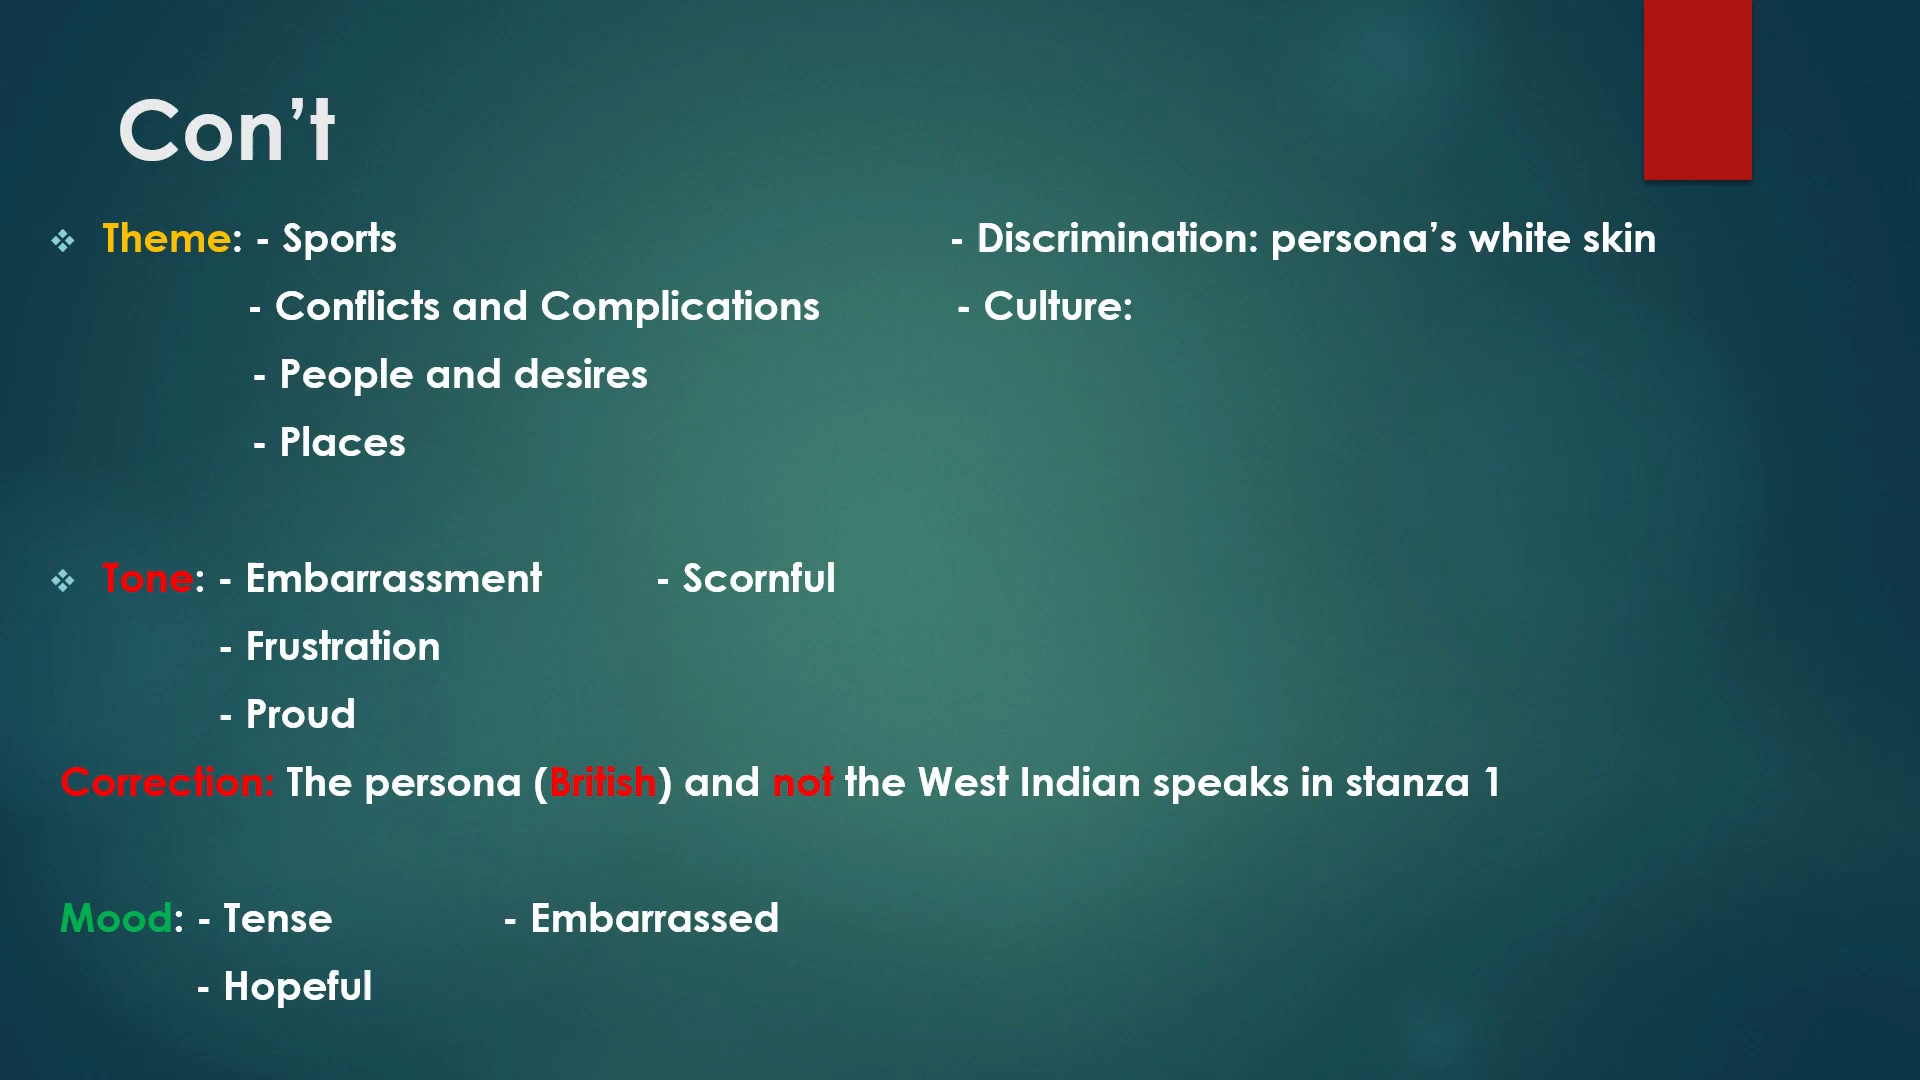 Con’t
❖ Theme: - Sports - Discrimination: persona’s white skin
- Conflicts and Complications - Culture:
- People and desires
- Places
❖ Tone: - Embarrassment - Scornful
- Frustration
- Proud
Correction: The persona (British) and not the West Indian speaks in stanza 1
Mood: - Tense - Embarrassed
- Hopeful